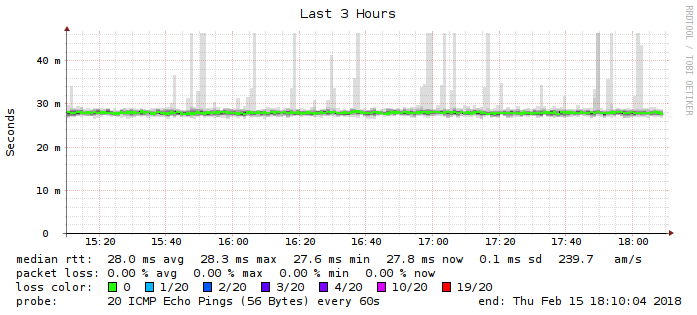 Last 3 Hours
RRDTOOL / TOBI OETIKER
Seconds
40 m
30 m
20 m
10 m
0
15:20 15:40 16:00 16:20 16:40 17:00 17:20 17:40 18:00
median rtt: 28.0 ms avg 28.3 ms max 27.6 ms min 27.8 ms now 0.1 ms sd 239.7 am/s
packet loss: 0.00 % avg 0.00 % max 0.00 % min 0.00 % now
loss color: 0 1/20 2/20 3/20 4/20 10/20 19/20
probe: 20 ICMP Echo Pings (56 Bytes) every 60s end: Thu Feb 15 18:10:04 2018